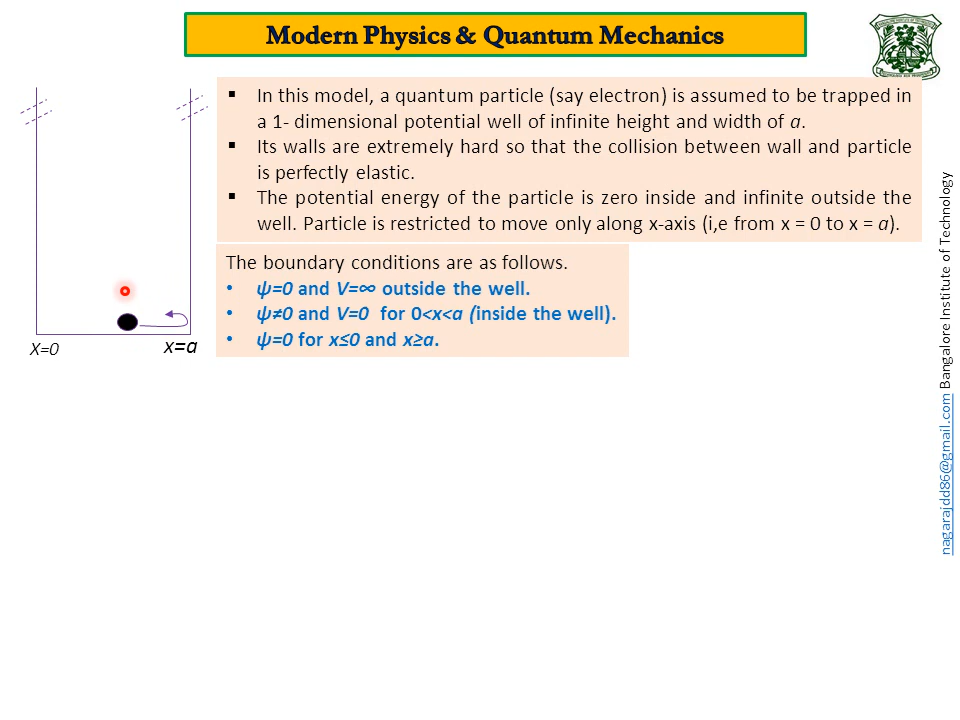 Modern Physics & Quantum Mechanics
▪ In this model, a quantum particle (say electron) is assumed to be trapped in
a 1- dimensional potential well of infinite height and width of a.
▪ Its walls are extremely hard so that the collision between wall and particle
is perfectly elastic.
▪ The potential energy of the particle is zero inside and infinite outside the
well. Particle is restricted to move only along x-axis (i,e from x = 0 to x = a).
The boundary conditions are as follows.
• ψ=0 and V=∞ outside the well.
• ψ≠0 and V=0 for 0<x<a (inside the well).
• ψ=0 for x≤0 and x≥a.
X=0
x=a
nagarajdd86@gmail.com Bangalore Institute of Technology